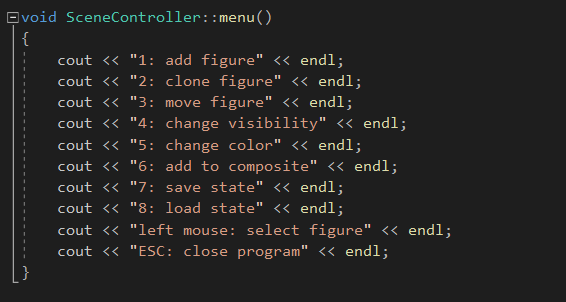 void SceneController::menu()
{
    cout << "1: add figure" << endl;
    cout << "2: clone figure" << endl;
    cout << "3: move figure" << endl;
    cout << "4: change visibility" << endl;
    cout << "5: change color" << endl;
    cout << "6: add to composite" << endl;
    cout << "7: save state" << endl;
    cout << "8: load state" << endl;
    cout << "left mouse: select figure" << endl;
    cout << "ESC: close program" << endl;
}